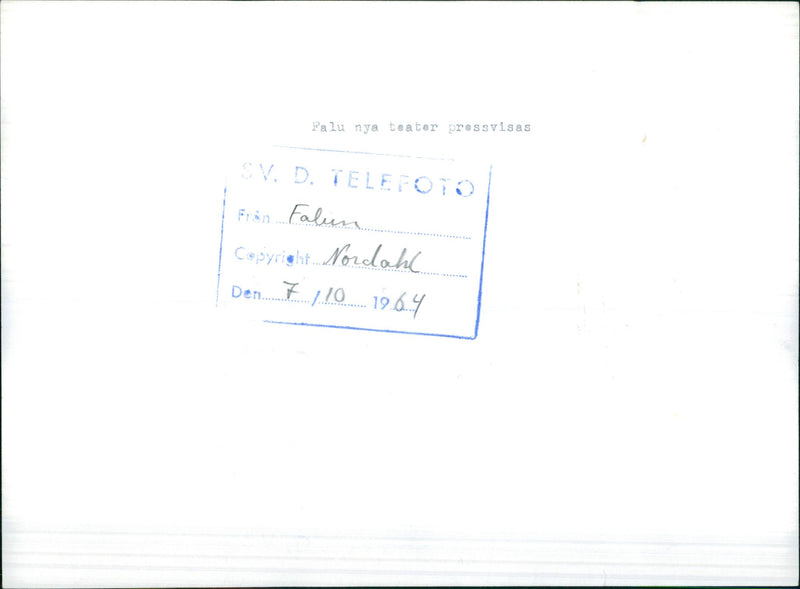 Falu nya teater pressvisas
SV. D. TELEFOTO
Från Falun
Copyright Nordahl
Den 7/10 1964